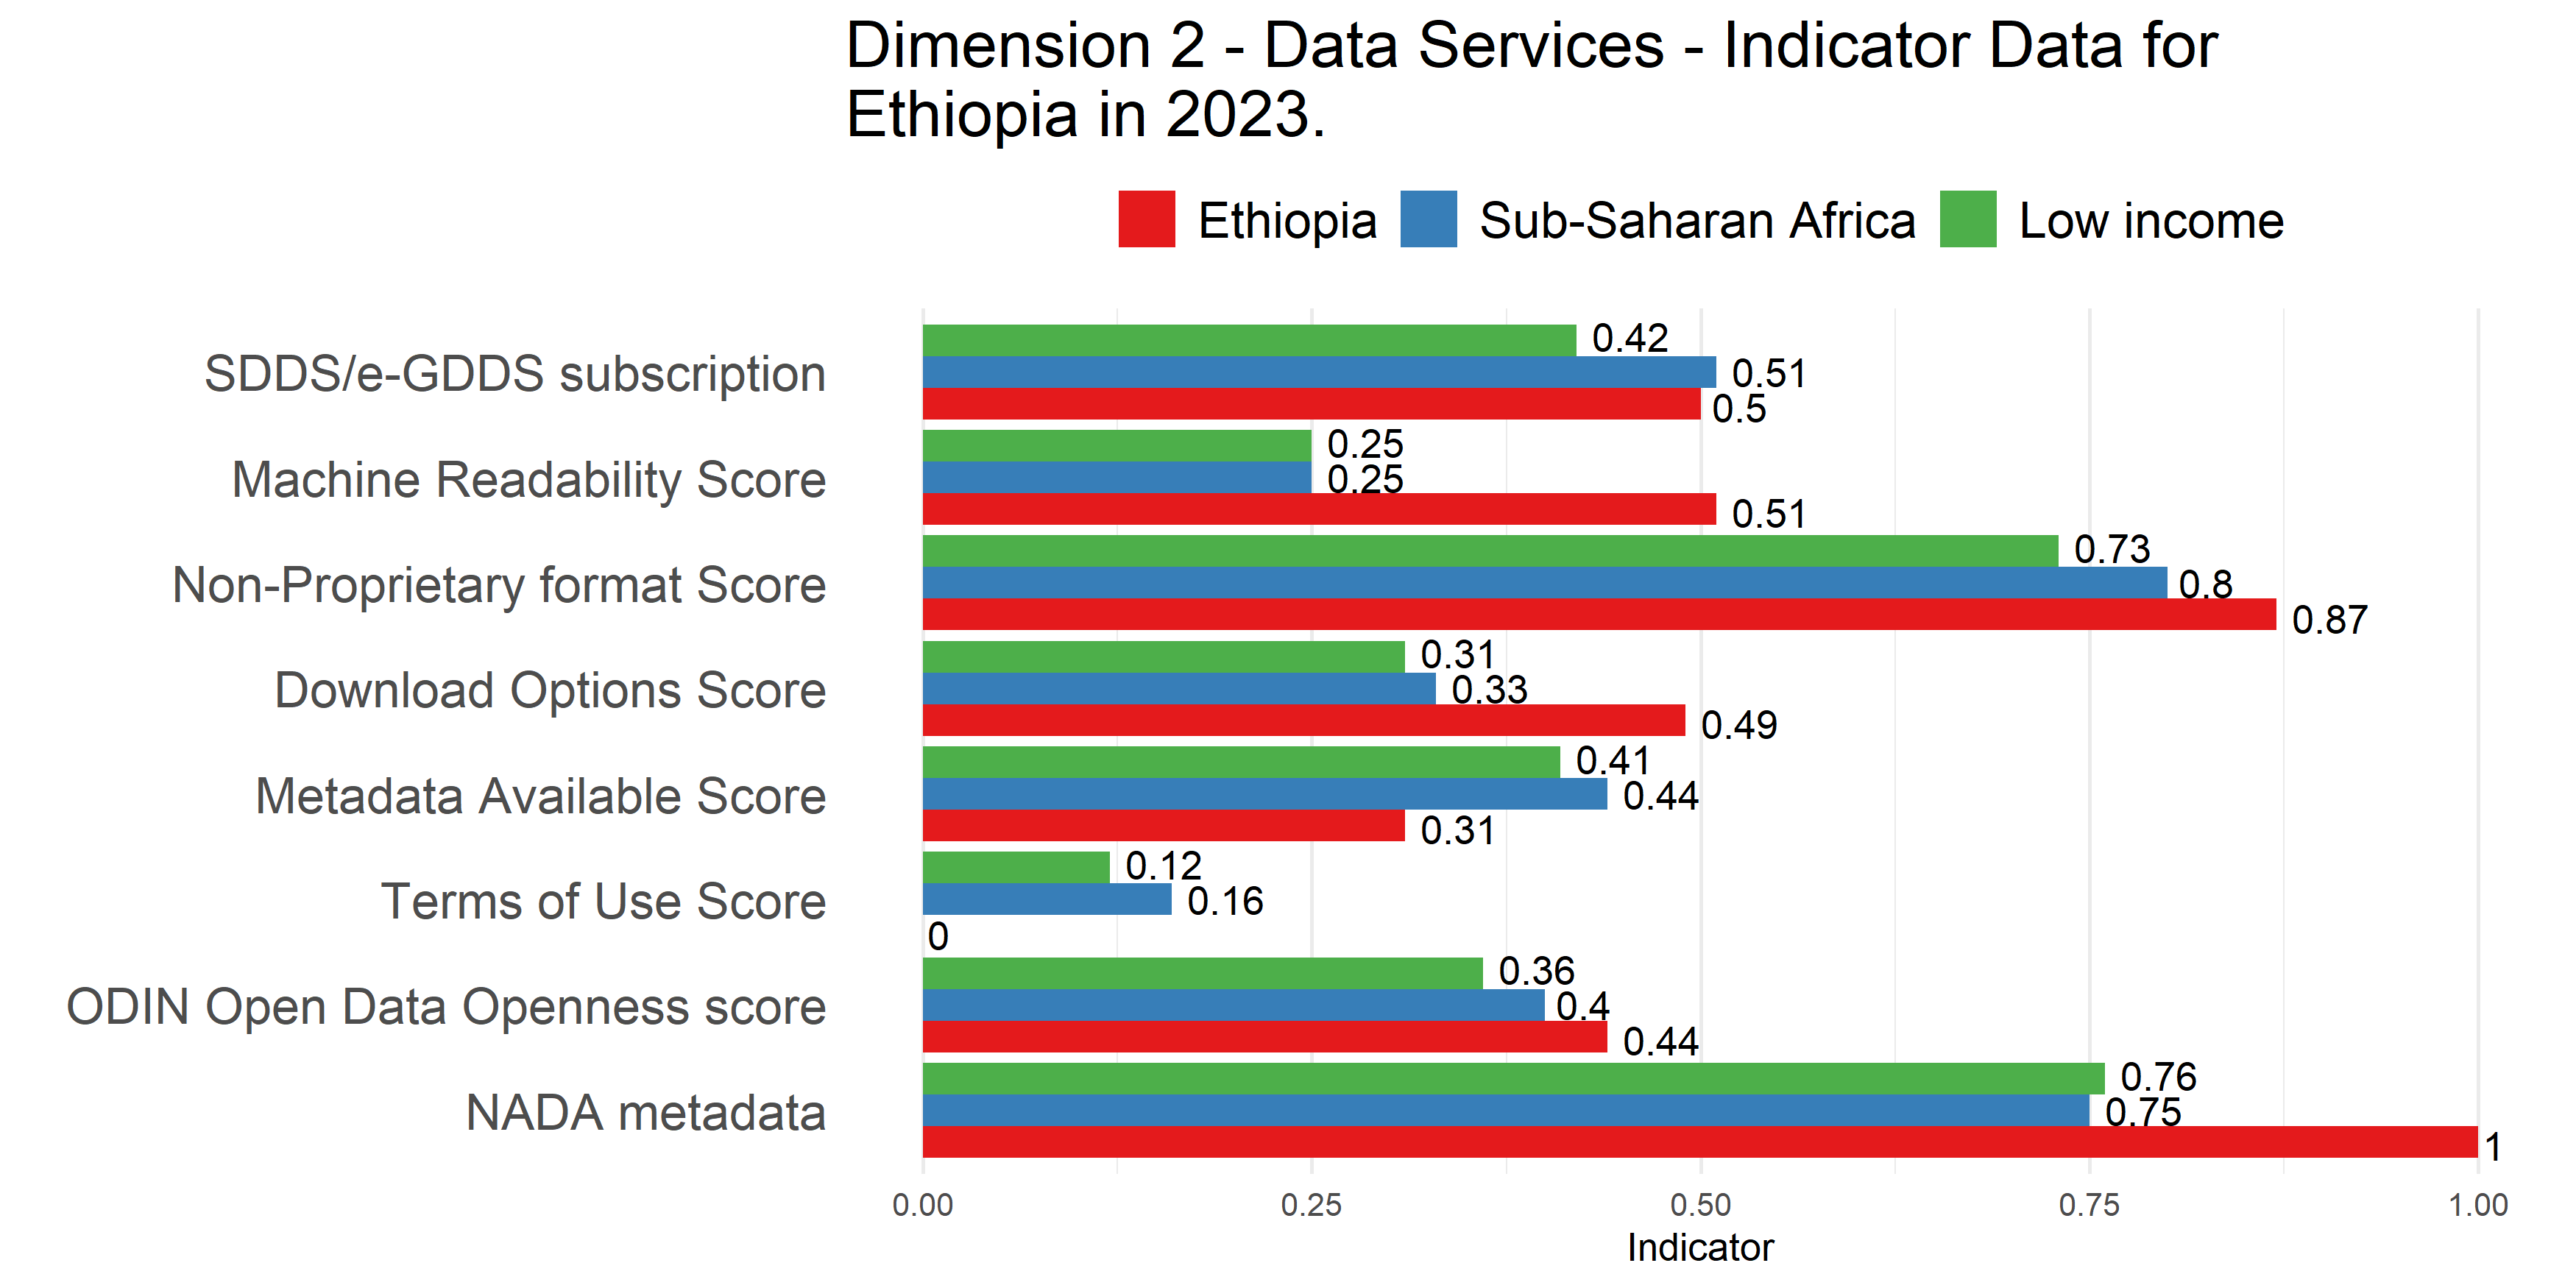 Dimension 2 - Data Services - Indicator Data for
Ethiopia in 2023.
Ethiopia Sub-Saharan Africa Low income
SDDS/e-GDDS subscription
0.42
0.51
0.5
Machine Readability Score
0.25
0.25
0.51
Non-Proprietary format Score
0.73
0.8
0.87
Download Options Score
0.31
0.33
0.49
Metadata Available Score
0.41
0.44
0.31
Terms of Use Score
0.12
0.16
0
ODIN Open Data Openness score
0.36
0.4
0.44
NADA metadata
0.76
0.75
1
0.00 0.25 0.50 0.75 1.00
Indicator